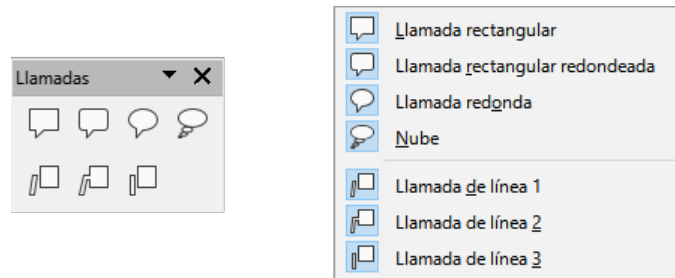 Llamadas
Llamada rectangular
Llamada rectangular redondeada
Llamada redonda
Nube
Llamada de línea 1
Llamada de línea 2
Llamada de línea 3